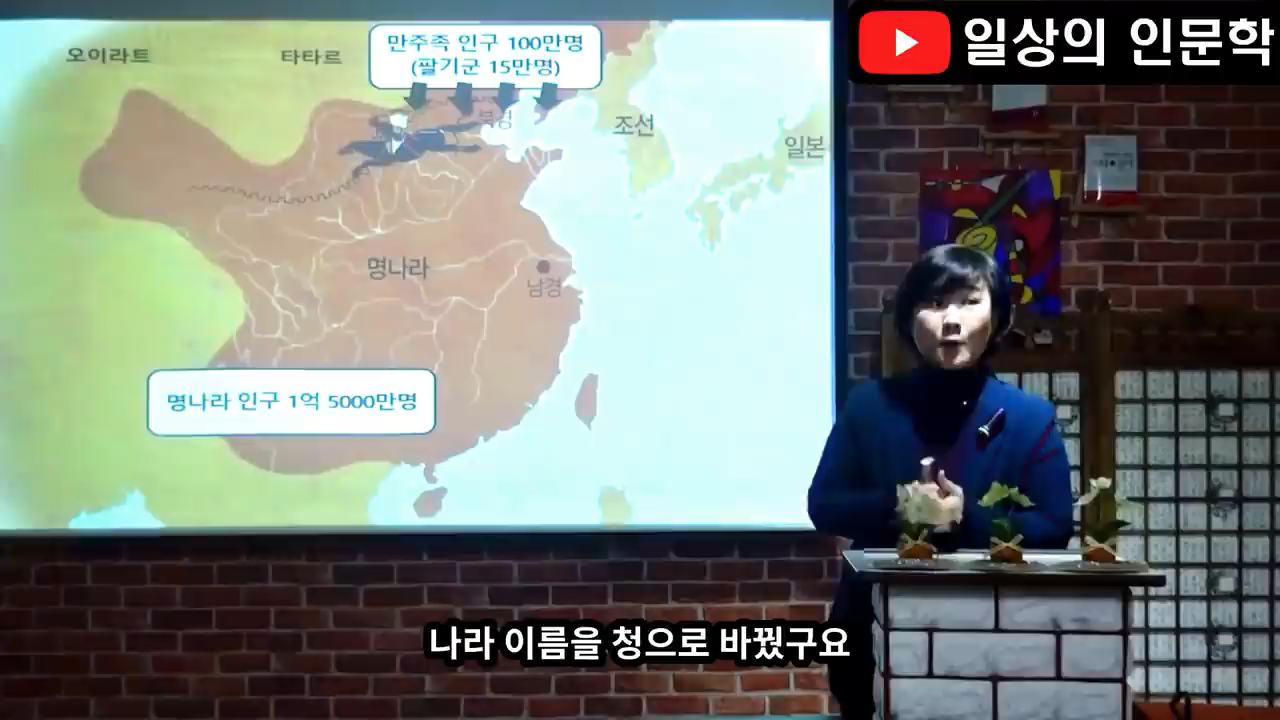 일상의 인문학
만주족 인구 100만명
(팔기군 15만명)
오이라트
타타르
북경
조선
일본
명나라
남경
명나라 인구 1억 5000만명
나라 이름을 청으로 바꿨구요